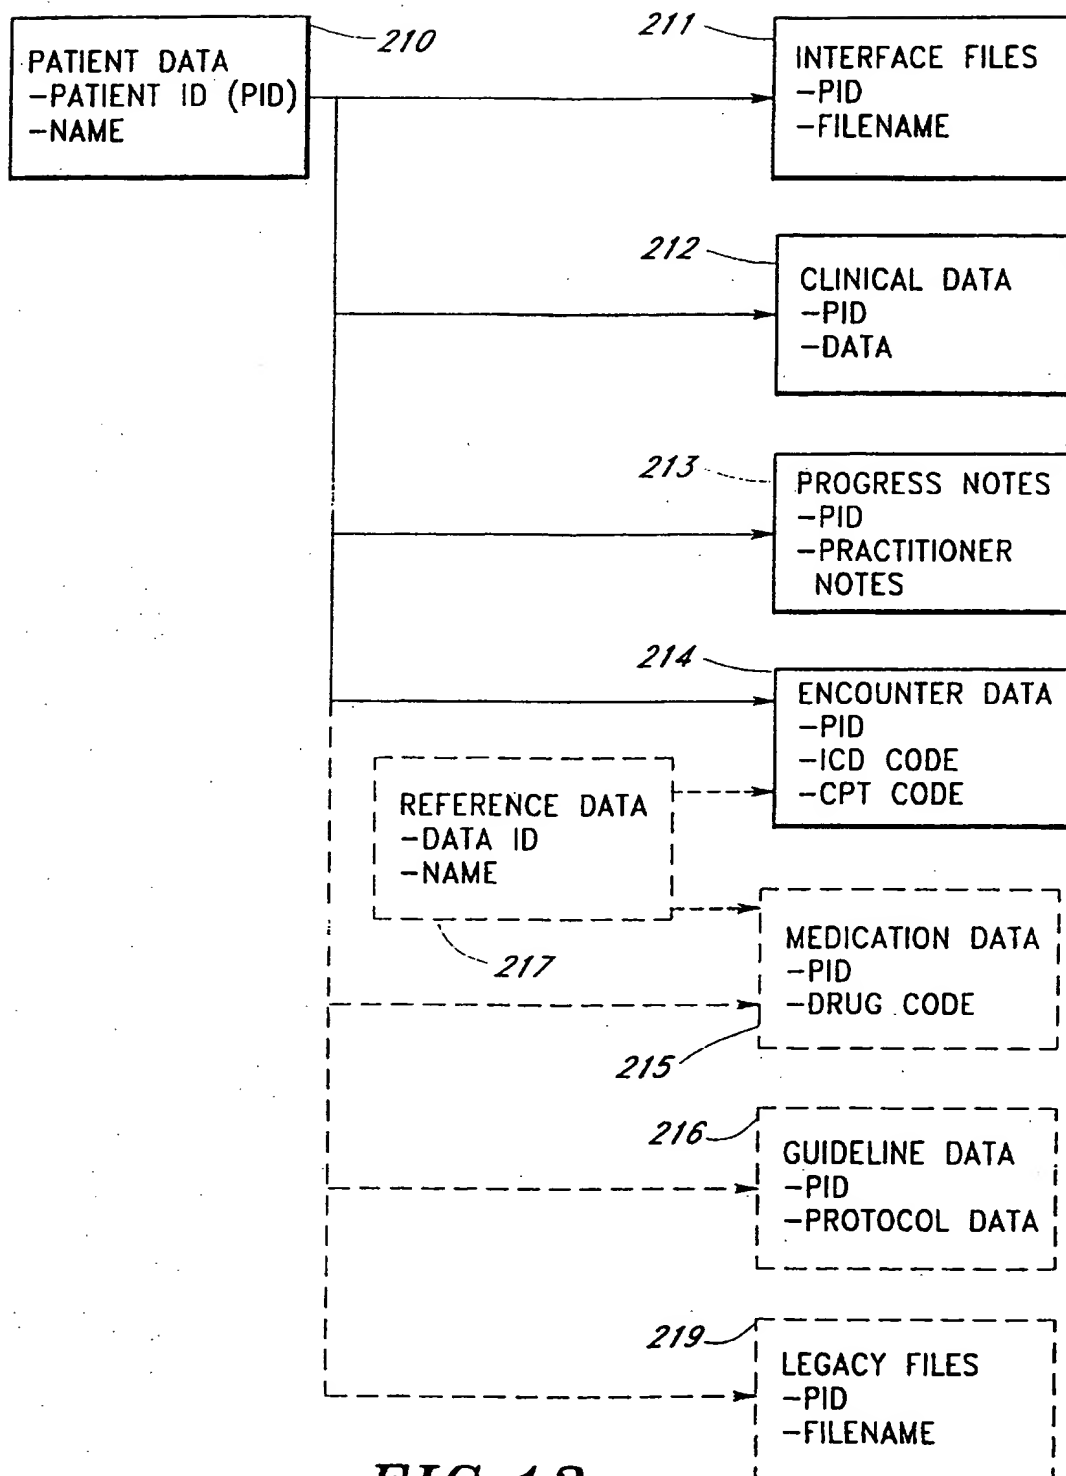 210
PATIENT DATA
-PATIENT ID (PID)
-NAME
211
INTERFACE FILES
-PID
-FILENAME
212
CLINICAL DATA
-PID
-DATA
213
PROGRESS NOTES
-PID
-PRACTITIONER
NOTES
214
ENCOUNTER DATA
-PID
-ICD CODE
-CPT CODE
REFERENCE DATA
-DATA ID
-NAME
217
MEDICATION DATA
-PID
-DRUG CODE
215
216
GUIDELINE DATA
-PID
-PROTOCOL DATA
219
LEGACY FILES
-PID
-FILENAME